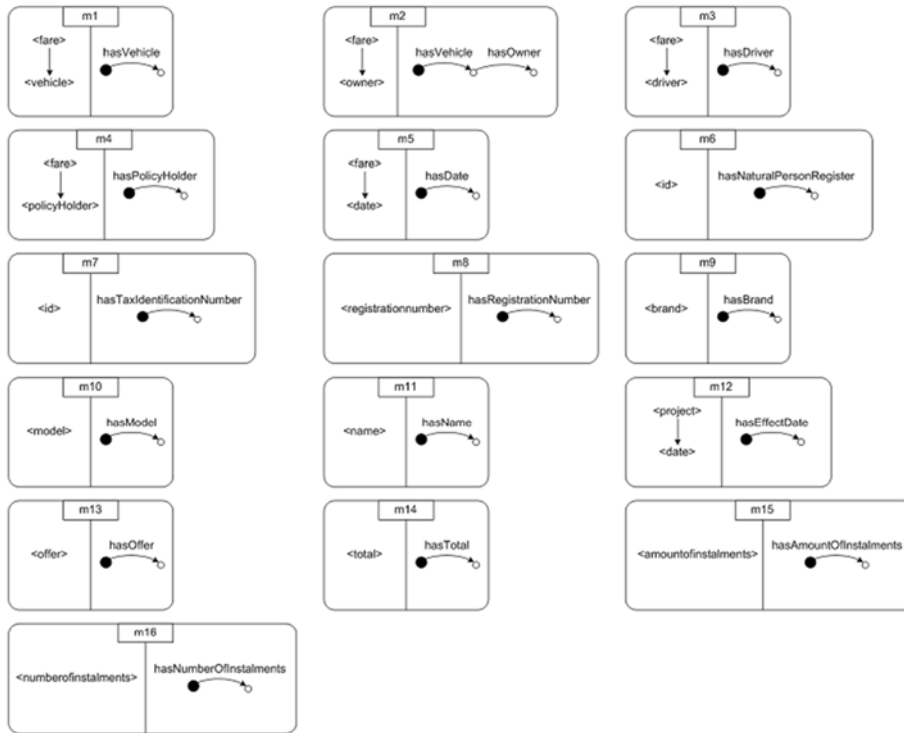 m1
<fare>
<vehicle>
hasVehicle
m2
<fare>
<owner>
hasVehicle
hasOwner
m3
<fare>
<driver>
hasDriver
m4
<fare>
<policyHolder>
hasPolicyHolder
m5
<fare>
<date>
hasDate
m6
<id>
hasNaturalPersonRegister
m7
<id>
hasTaxIdentificationNumber
m8
<registrationnumber>
hasRegistrationNumber
m9
<brand>
hasBrand
m10
<model>
hasModel
m11
<name>
hasName
m12
<project>
<date>
hasEffectDate
m13
<offer>
hasOffer
m14
<total>
hasTotal
m15
<amountofinstalments>
hasAmountOfInstalments
m16
<numberofinstalments>
hasNumberOfInstalments